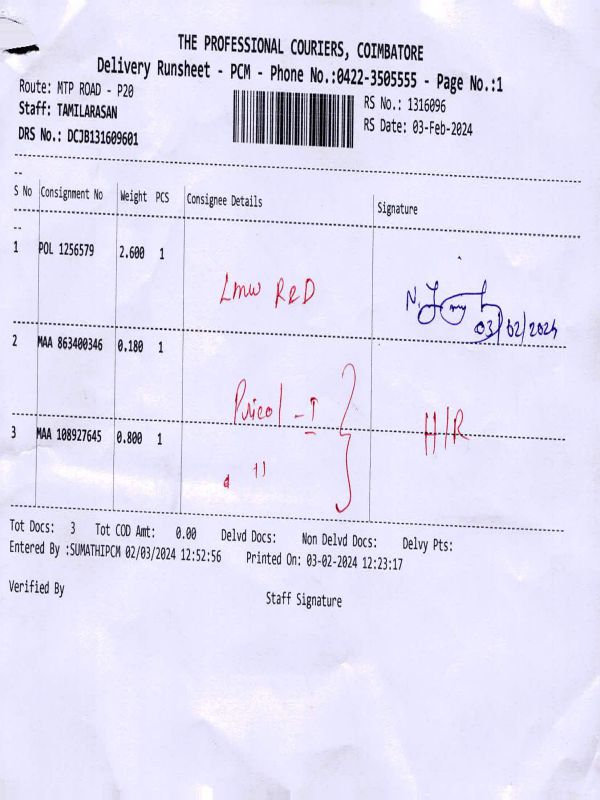 THE PROFESSIONAL COURIERS, COIMBATORE
Delivery Runsheet - PCM - Phone No.:0422-3505555 - Page No.:1
Route: MTP ROAD - P20
RS No.: 1316096
Staff: TAMILARASAN
RS Date: 03-Feb-2024
DRS No.: DCJB131609601
--
S No Consignment No Weight PCS Consignee Details Signature
--
1 POL 1256579 2.600 1
Lmw R&D
03/02/2024
2 MAA 863400346 0.180 1
Pricol - I
H/R
3 MAA 108927645 0.800 1
"
Tot Docs: 3 Tot COD Amt: 0.00 Delvd Docs: Non Delvd Docs: Delvy Pts:
Entered By :SUMATHIPCM 02/03/2024 12:52:56 Printed On: 03-02-2024 12:23:17
Verified By
Staff Signature